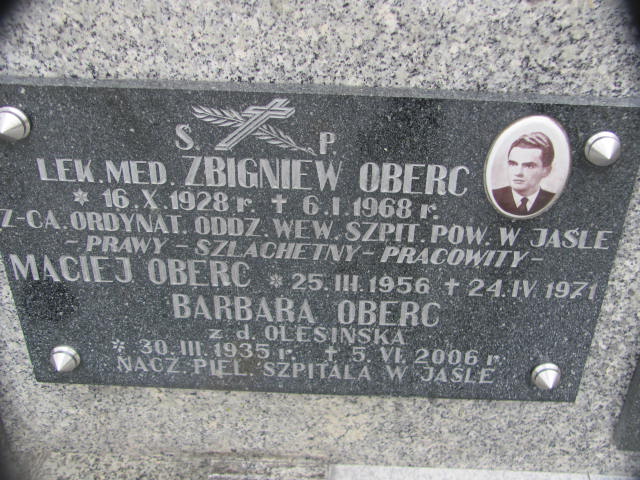 Ś. P.
LEK. MED. ZBIGNIEW OBERC
* 16.X.1928 r. † 6.I.1968 r.
Z-CA. ORDYNAT. ODDZ. WEW. SZPIT. POW. W JAŚLE
- PRAWY - SZLACHETNY - PRACOWITY -
MACIEJ OBERC * 25.III.1956 † 24.IV.1971
BARBARA OBERC
z. d. OLESIŃSKA
* 30.III.1935 r. † 5.VI.2006 r.
NACZ. PIEL. SZPITALA W JAŚLE